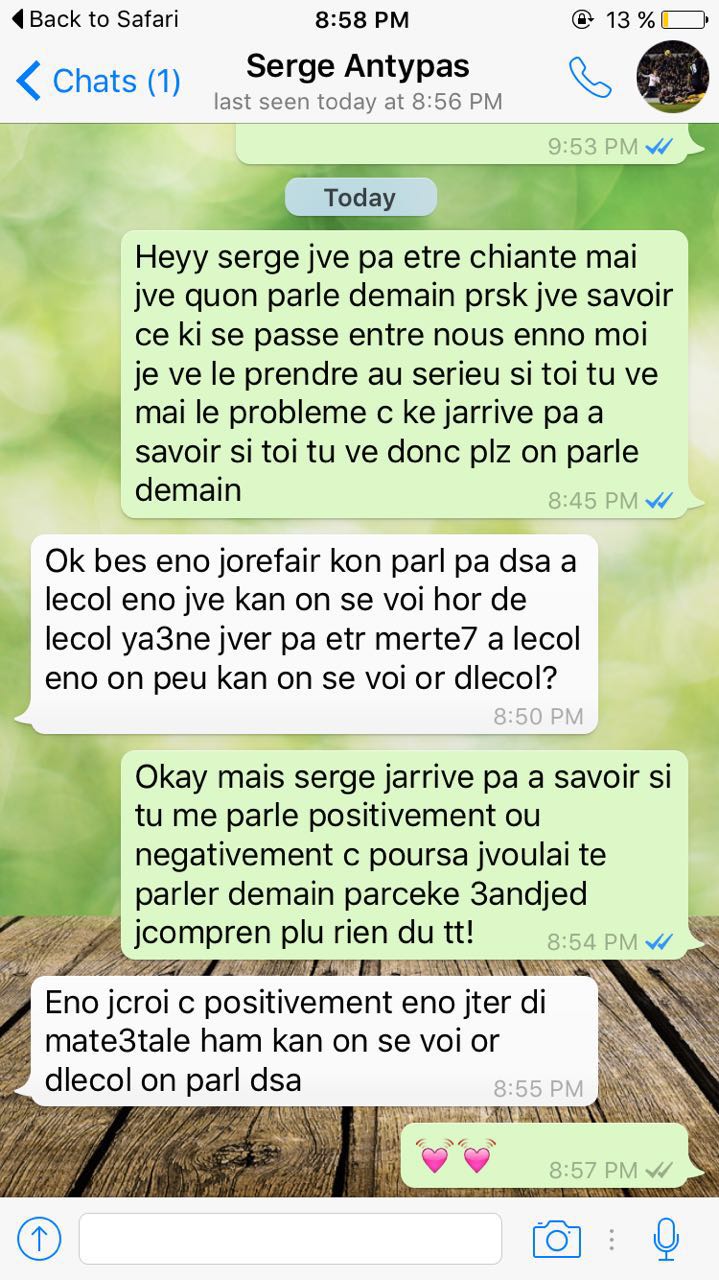 Back to Safari 8:58 PM 13 %
Chats (1) Serge Antypas
last seen today at 8:56 PM
9:53 PM
Today
Heyy serge jve pa etre chiante mai
jve quon parle demain prsk jve savoir
ce ki se passe entre nous enno moi
je ve le prendre au serieu si toi tu ve
mai le probleme c ke jarrive pa a
savoir si toi tu ve donc plz on parle
demain
8:45 PM
Ok bes eno jorefair kon parl pa dsa a
lecol eno jve kan on se voi hor de
lecol ya3ne jver pa etr merte7 a lecol
eno on peu kan on se voi or dlecol?
8:50 PM
Okay mais serge jarrive pa a savoir si
tu me parle positivement ou
negativement c poursa jvoulai te
parler demain parceke 3andjed
jcompren plu rien du tt!
8:54 PM
Eno jcroi c positivement eno jter di
mate3tale ham kan on se voi or
dlecol on parl dsa
8:55 PM
💓💓 8:57 PM